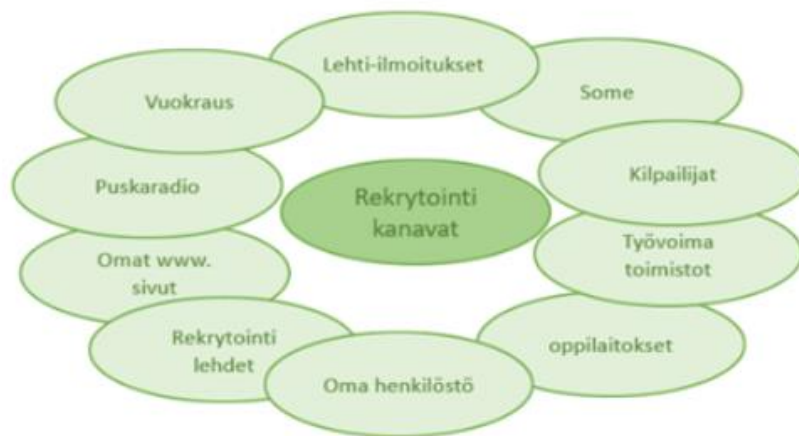 Lehti-ilmoitukset
Some
Vuokraus
Kilpailijat
Puskaradio
Rekrytointi
kanavat
Työvoima
toimistot
Omat www.
sivut
Rekrytointi
lehdet
oppilaitokset
Oma henkilöstö